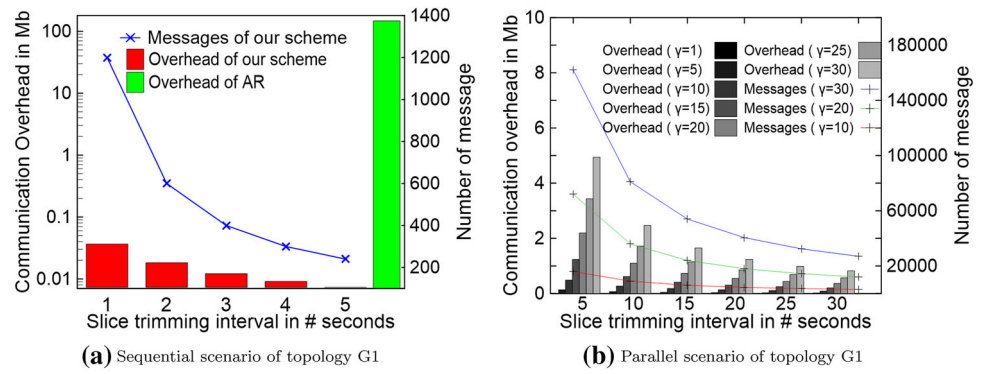 Communication Overhead in Mb
100
10
1
0.1
0.01
Messages of our scheme
Overhead of our scheme
Overhead of AR
1400
1200
1000
800
600
400
200
Number of message
1 2 3 4 5
Slice trimming interval in # seconds
(a) Sequential scenario of topology G1
Communication overhead in Mb
10
8
6
4
2
0
Overhead ( γ=1) Overhead ( γ=25)
Overhead ( γ=5) Overhead ( γ=30)
Overhead ( γ=10) Messages ( γ=30)
Overhead ( γ=15) Messages ( γ=20)
Overhead ( γ=20) Messages ( γ=10)
180000
140000
100000
60000
20000
Number of message
5 10 15 20 25 30
Slice trimming interval in # seconds
(b) Parallel scenario of topology G1